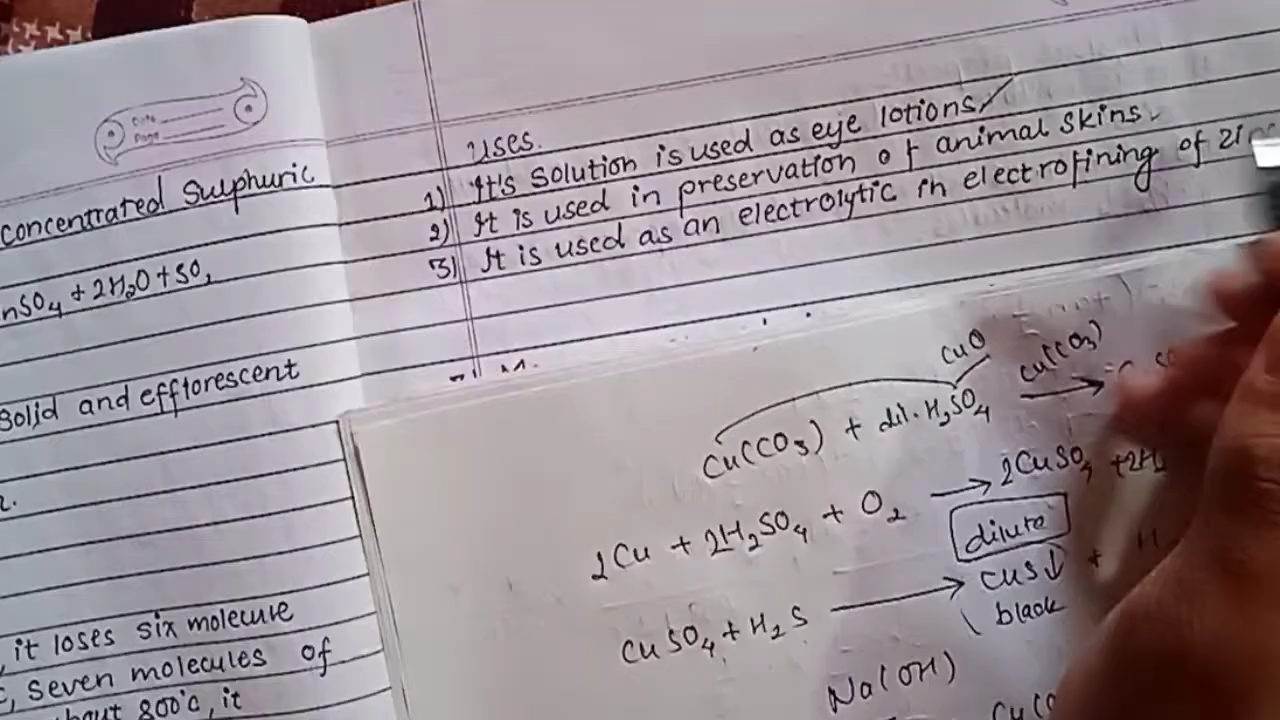 Date
Page
concentrated Sulphuric
nSO4 + 2H2O + SO2
Solid and efflorescent
it loses six molecule
seven molecules of
800°C, it
Uses.
1) It's solution is used as eye lotions.
2) It is used in preservation of animal skins.
3) It is used as an electrolytic in electrofining of
CuO
Cu(CO3) + dil. H2SO4 → Cu(CO3)
2Cu + 2H2SO4 + O2 → 2CuSO4 + 2H2
dilute
CuSO4 + H2S → CuS↓ + H
black
Na(OH)